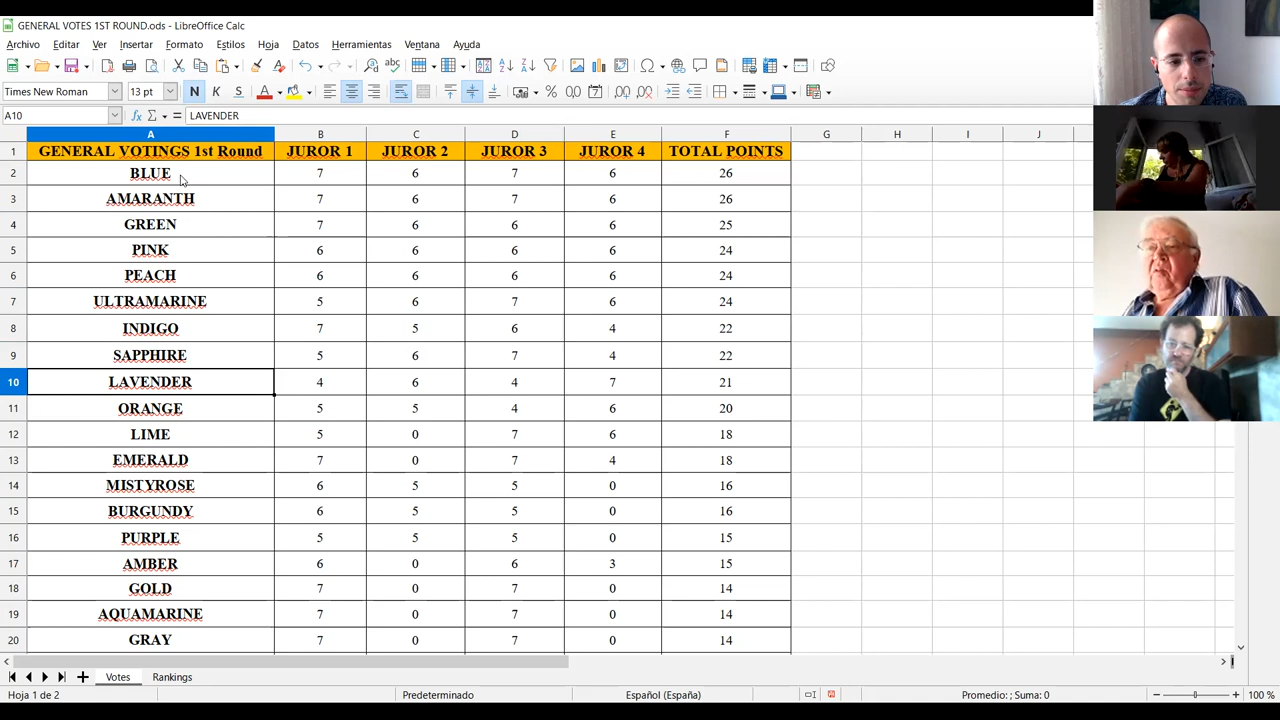 GENERAL VOTES 1ST ROUND.ods - LibreOffice Calc
Archivo Editar Ver Insertar Formato Estilos Hoja Datos Herramientas Ventana Ayuda
Times New Roman 13 pt N K S
A10 LAVENDER
A B C D E F G H I J
1 GENERAL VOTINGS 1st Round JUROR 1 JUROR 2 JUROR 3 JUROR 4 TOTAL POINTS
2 BLUE 7 6 7 6 26
3 AMARANTH 7 6 7 6 26
4 GREEN 7 6 6 6 25
5 PINK 6 6 6 6 24
6 PEACH 6 6 6 6 24
7 ULTRAMARINE 5 6 7 6 24
8 INDIGO 7 5 6 4 22
9 SAPPHIRE 5 6 7 4 22
10 LAVENDER 4 6 4 7 21
11 ORANGE 5 5 4 6 20
12 LIME 5 0 7 6 18
13 EMERALD 7 0 7 4 18
14 MISTYROSE 6 5 5 0 16
15 BURGUNDY 6 5 5 0 16
16 PURPLE 5 5 5 0 15
17 AMBER 6 0 6 3 15
18 GOLD 7 0 7 0 14
19 AQUAMARINE 7 0 7 0 14
20 GRAY 7 0 7 0 14
Votes Rankings
Hoja 1 de 2 Predeterminado Español (España) Promedio: ; Suma: 0 100 %